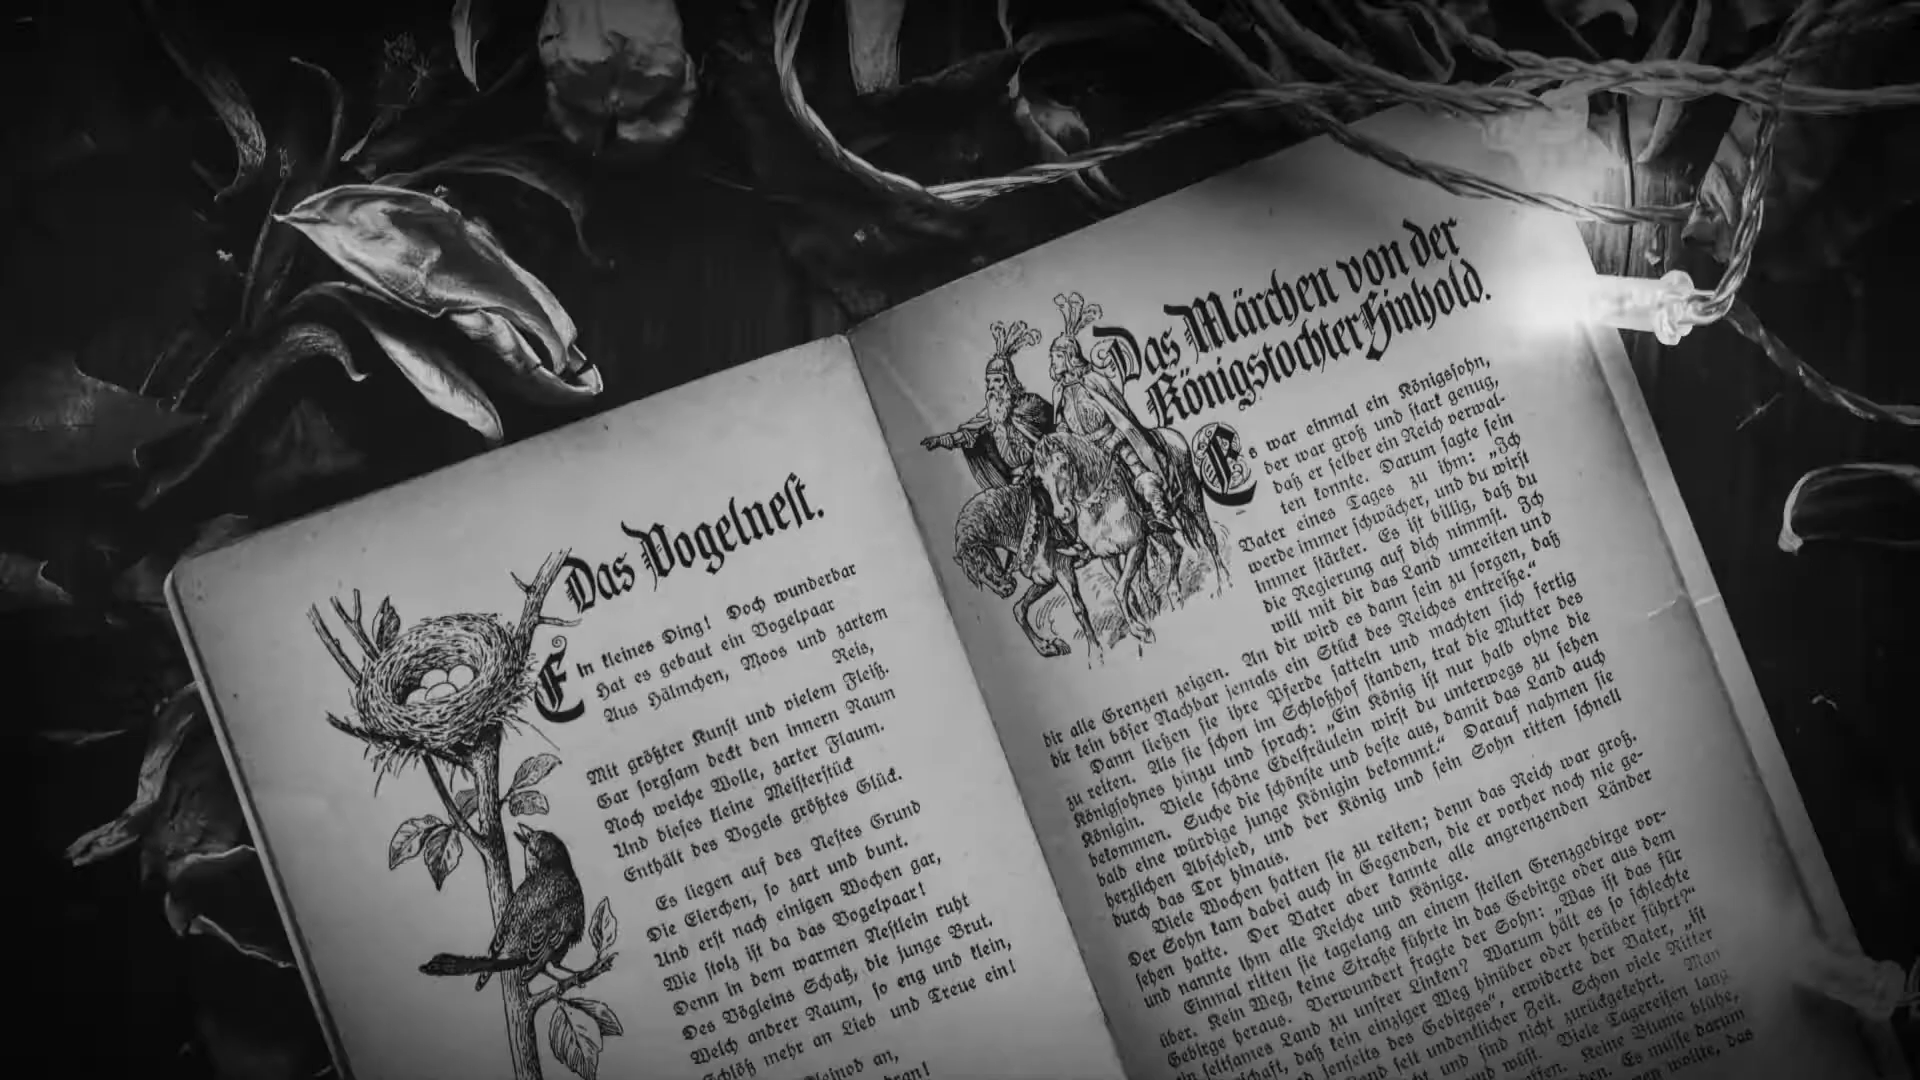 Das Vogelnest.
Ein kleines Ding! Doch wunderbar
Hat es gebaut ein Vogelpaar
Aus Hälmchen, Moos und zartem
Reis,
Mit größter Kunst und vielem Fleiß.
Gar sorgsam deckt den innern Raum
Noch weiche Wolle, zarter Flaum.
Und dieses kleine Meisterstück
Enthält des Vogels größtes Glück.
Es liegen auf des Nestes Grund
Die Eierchen, so zart und bunt.
Und erst nach einigen Wochen gar,
Wie stolz ist da das Vogelpaar!
Denn in dem warmen Nestlein ruht
Des Vögleins Schatz, die junge Brut.
Welch andrer Raum, so eng und klein,
Schlöß mehr an Lieb und Treue ein!
an,
Das Märchen von der
Königstochter Hinhold.
Es war einmal ein Königssohn,
der war groß und stark genug,
daß er selber ein Reich verwal-
ten konnte. Darum sagte sein
Vater eines Tages zu ihm: „Ich
werde immer schwächer, und du wirst
immer stärker. Es ist billig, daß du
die Regierung auf dich nimmst. Ich
will mit dir das Land umreiten und
dir alle Grenzen zeigen. An dir wird es dann sein zu sorgen, daß
dir kein böser Nachbar jemals ein Stück des Reiches entreiße.“
Dann ließen sie ihre Pferde satteln und machten sich fertig
zu reiten. Als sie schon im Schloßhof standen, trat die Mutter des
Königsohnes hinzu und sprach: „Ein König ist nur halb ohne die
Königin. Viele schöne Edelfräulein wirst du unterwegs zu sehen
bekommen. Suche die schönste und beste aus, damit das Land auch
bald eine würdige junge Königin bekommt.“ Darauf nahmen sie
herzlichen Abschied, und der König und sein Sohn ritten schnell
durch das Tor hinaus.
Viele Wochen hatten sie zu reiten; denn das Reich war groß.
Der Sohn kam dabei auch in Gegenden, die er vorher noch nie ge-
sehen hatte. Der Vater aber kannte alle angrenzenden Länder
und nannte ihm alle Reiche und Könige.
Einmal ritten sie tagelang an einem steilen Grenzgebirge vor-
über. Kein Weg, keine Straße führte in das Gebirge oder aus dem
Gebirge heraus. Verwundert fragte der Sohn: „Was ist das für
ein seltsames Land zu unsrer Linken? Warum hält es so schlechte
daß kein einziger Weg hinüber oder herüber führt?“
jenseits des Gebirges“, erwiderte der Vater, „ist
seit undenklicher Zeit. Schon viele Ritter
und sind nicht zurückgekehrt. Man
wüst. Viele Tagereisen lang
Keine Blume blühe,
Es müsse darum
wollte, das